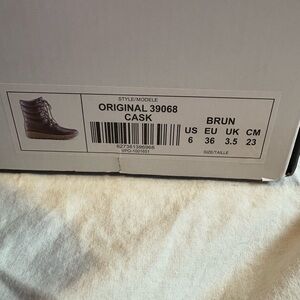 STYLE/MODELE
ORIGINAL 39068
CASK
BRUN
US EU UK CM
6 36 3.5 23
SIZE/TAILLE